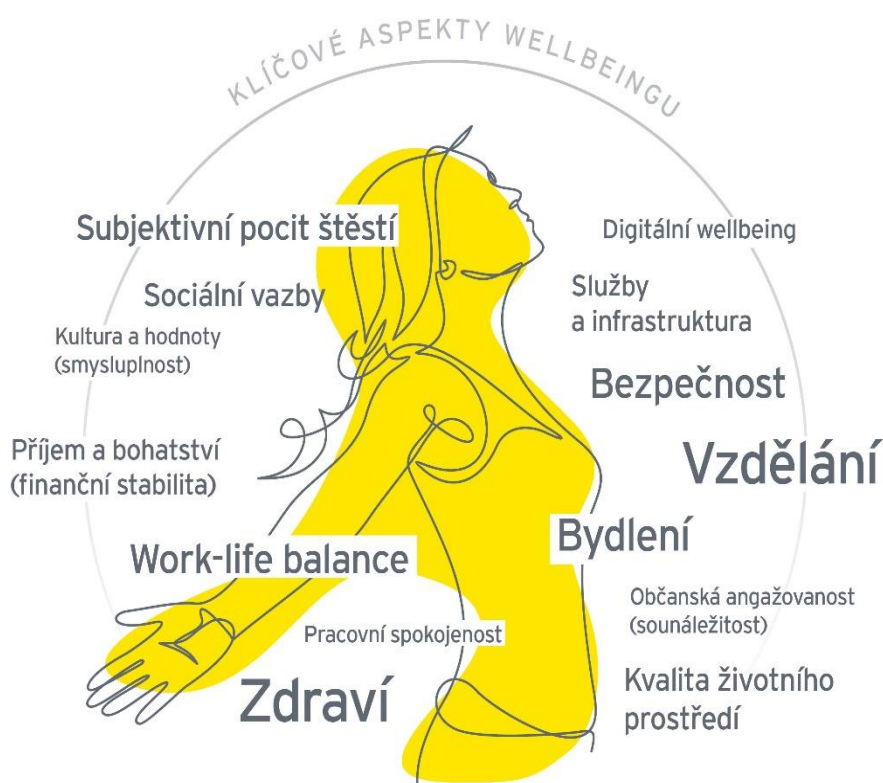 KLÍČOVÉ ASPEKTY WELLBEINGU
Subjektivní pocit štěstí
Sociální vazby
Kultura a hodnoty
(smysluplnost)
Příjem a bohatství
(finanční stabilita)
Work-life balance
Pracovní spokojenost
Zdraví
Digitální wellbeing
Služby
a infrastruktura
Bezpečnost
Vzdělání
Bydlení
Občanská angažovanost
(sounáležitost)
Kvalita životního
prostředí